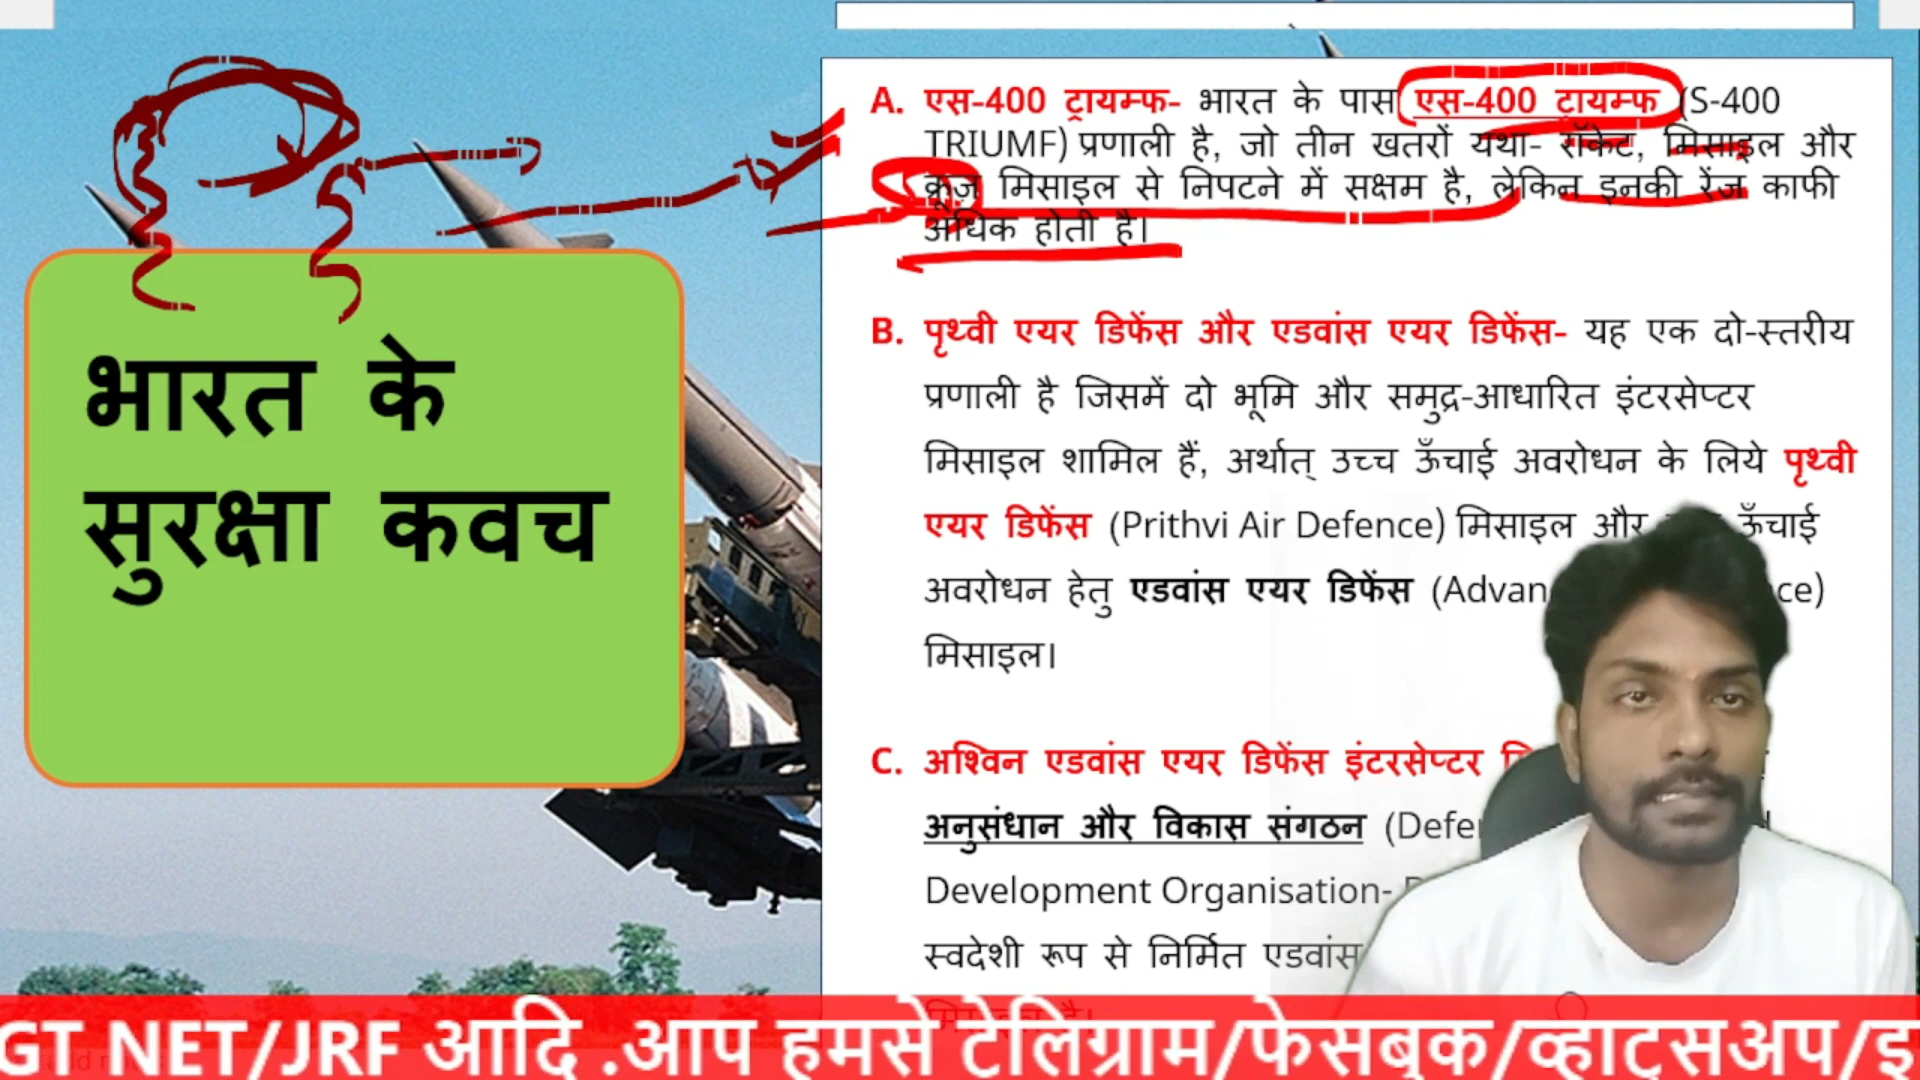 भारत के
सुरक्षा कवच
A. एस-400 ट्रायम्फ- भारत के पास एस-400 ट्रायम्फ (S-400
TRIUMF) प्रणाली है, जो तीन खतरों यथा- रॉकेट, मिसाइल और
क्रूज़ मिसाइल से निपटने में सक्षम है, लेकिन इनकी रेंज काफी
अधिक होती है।
B. पृथ्वी एयर डिफेंस और एडवांस एयर डिफेंस- यह एक दो-स्तरीय
प्रणाली है जिसमें दो भूमि और समुद्र-आधारित इंटरसेप्टर
मिसाइल शामिल हैं, अर्थात् उच्च ऊँचाई अवरोधन के लिये पृथ्वी
एयर डिफेंस (Prithvi Air Defence) मिसाइल और ऊँचाई
अवरोधन हेतु एडवांस एयर डिफेंस (Advan ce)
मिसाइल।
C. अश्विन एडवांस एयर डिफेंस इंटरसेप्टर
अनुसंधान और विकास संगठन (Defe
Development Organisation-
स्वदेशी रूप से निर्मित एडवांस
GT NET/JRF आदि .आप हमसे टेलिग्राम/फेसबुक/व्हाट्सअप/इ